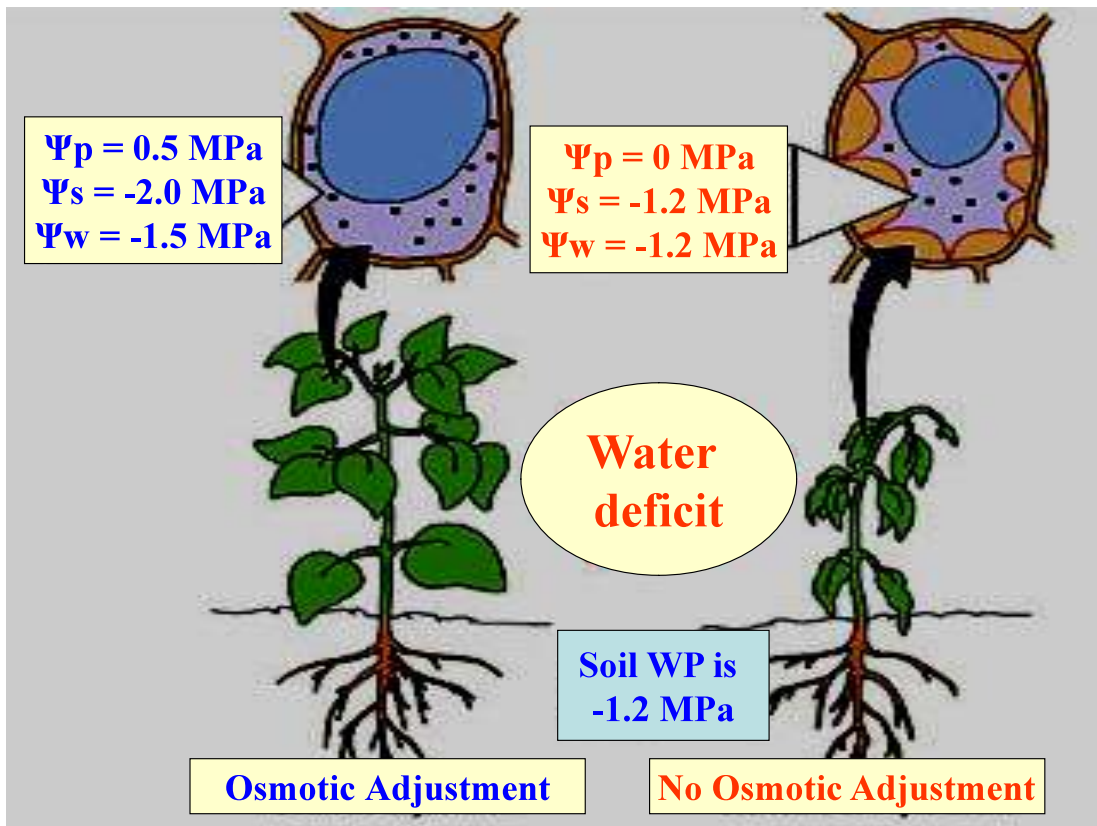 Ψp = 0.5 MPa
Ψs = -2.0 MPa
Ψw = -1.5 MPa
Ψp = 0 MPa
Ψs = -1.2 MPa
Ψw = -1.2 MPa
Water
deficit
Soil WP is
-1.2 MPa
Osmotic Adjustment
No Osmotic Adjustment